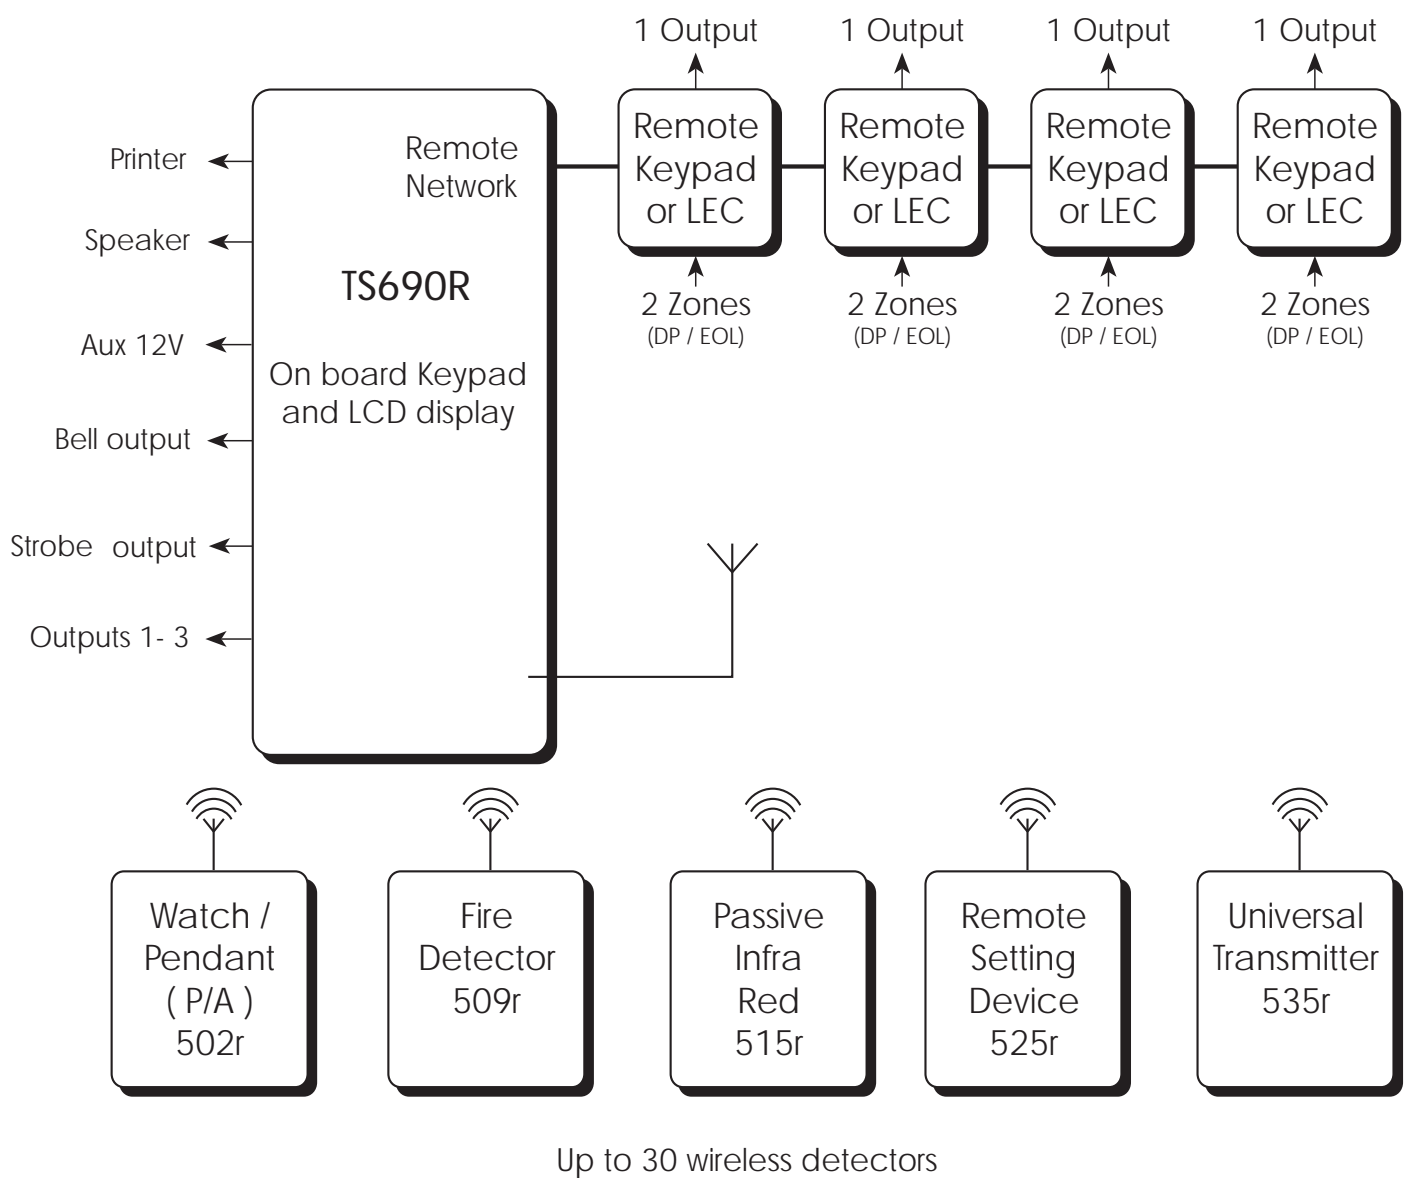 1 Output
1 Output
1 Output
1 Output
Remote
Keypad
or LEC
Remote
Keypad
or LEC
Remote
Keypad
or LEC
Remote
Keypad
or LEC
2 Zones
(DP / EOL)
2 Zones
(DP / EOL)
2 Zones
(DP / EOL)
2 Zones
(DP / EOL)
Remote
Network
TS690R
On board Keypad
and LCD display
Printer
Speaker
Aux 12V
Bell output
Strobe output
Outputs 1- 3
Watch /
Pendant
( P/A )
502r
Fire
Detector
509r
Passive
Infra
Red
515r
Remote
Setting
Device
525r
Universal
Transmitter
535r
Up to 30 wireless detectors